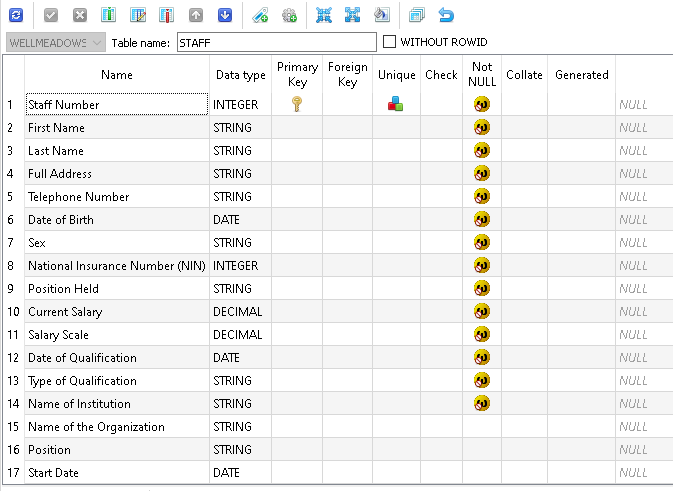 WELLMEADOWS Table name: STAFF WITHOUT ROWID
Name Data type Primary Key Foreign Key Unique Check Not NULL Collate Generated
1 Staff Number INTEGER NULL
2 First Name STRING NULL
3 Last Name STRING NULL
4 Full Address STRING NULL
5 Telephone Number STRING NULL
6 Date of Birth DATE NULL
7 Sex STRING NULL
8 National Insurance Number (NIN) INTEGER NULL
9 Position Held STRING NULL
10 Current Salary DECIMAL NULL
11 Salary Scale DECIMAL NULL
12 Date of Qualification DATE NULL
13 Type of Qualification STRING NULL
14 Name of Institution STRING NULL
15 Name of the Organization STRING NULL
16 Position STRING NULL
17 Start Date DATE NULL